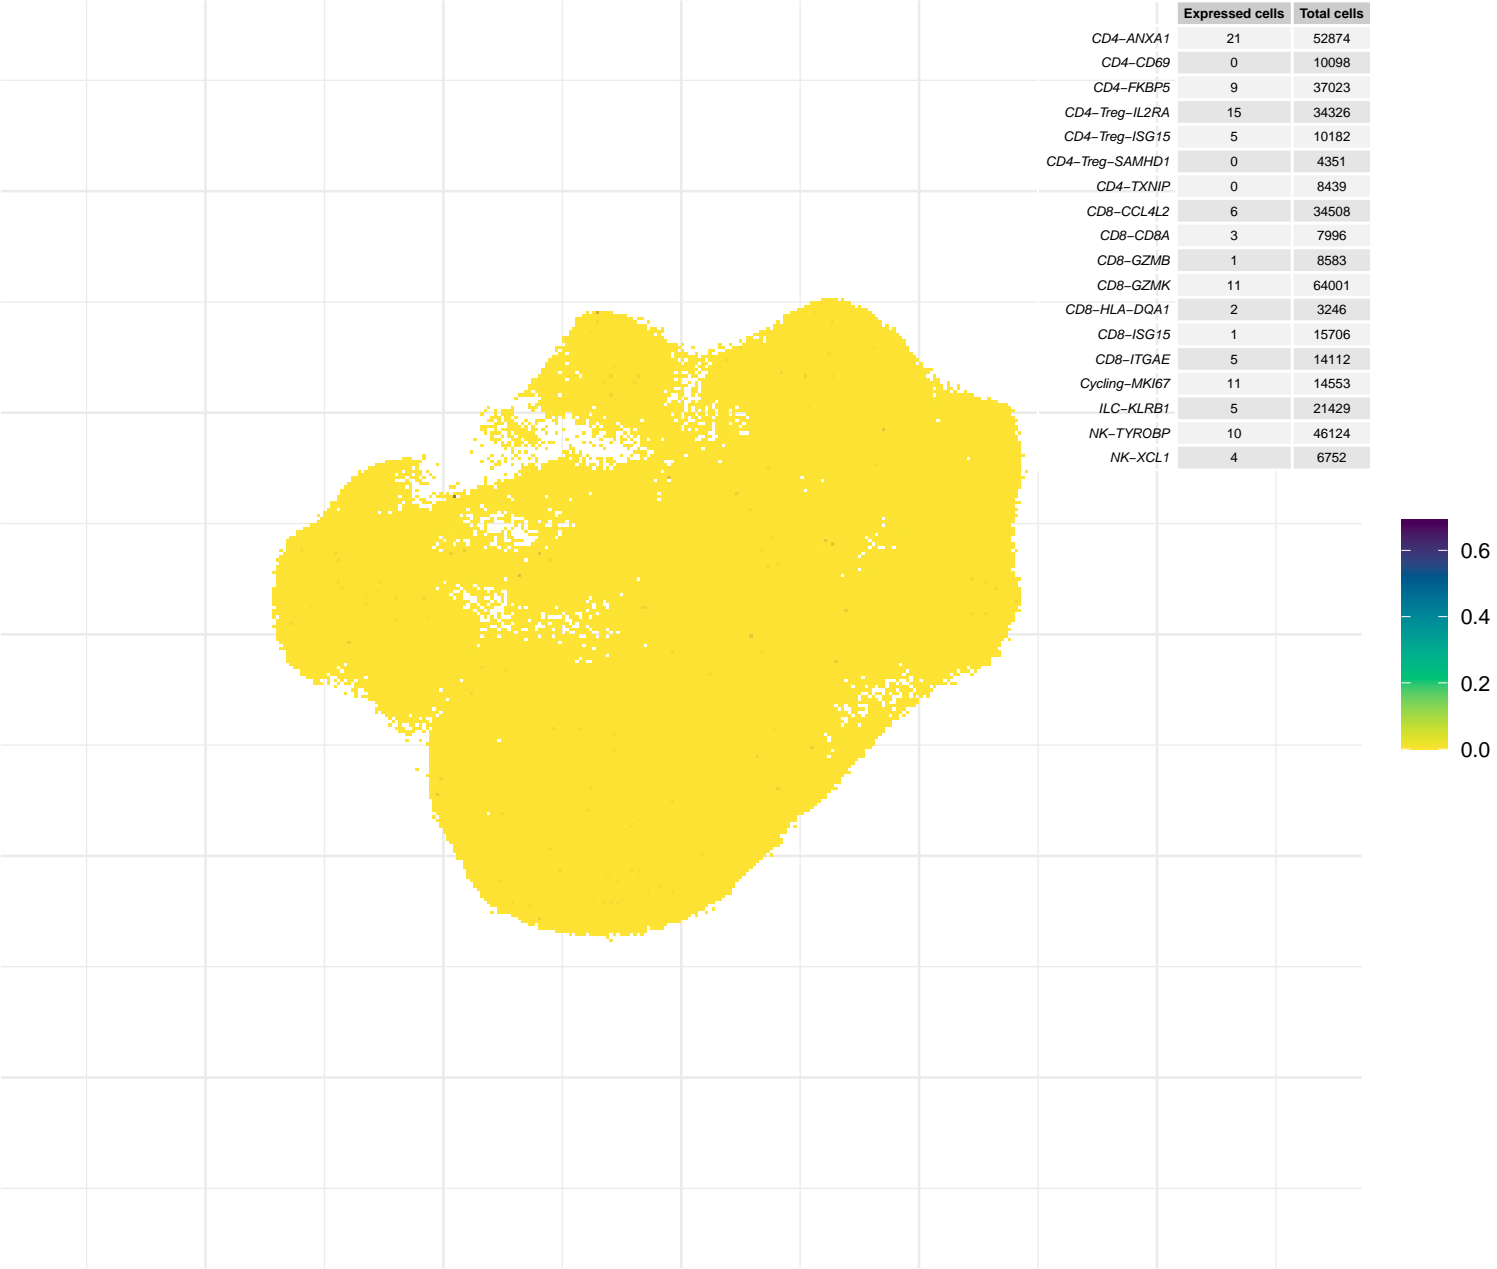 Expressed cells Total cells
CD4−ANXA1 21 52874
CD4−CD69 0 10098
CD4−FKBP5 9 37023
CD4−Treg−IL2RA 15 34326
CD4−Treg−ISG15 5 10182
CD4−Treg−SAMHD1 0 4351
CD4−TXNIP 0 8439
CD8−CCL4L2 6 34508
CD8−CD8A 3 7996
CD8−GZMB 1 8583
CD8−GZMK 11 64001
CD8−HLA−DQA1 2 3246
CD8−ISG15 1 15706
CD8−ITGAE 5 14112
Cycling−MKI67 11 14553
ILC−KLRB1 5 21429
NK−TYROBP 10 46124
NK−XCL1 4 6752
0.6
0.4
0.2
0.0